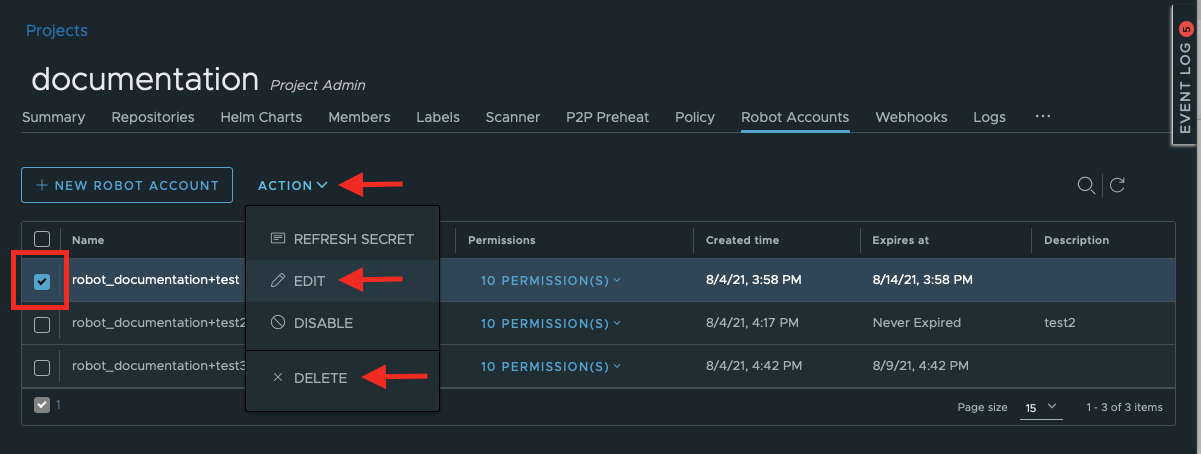 Projects
documentation Project Admin
Summary Repositories Helm Charts Members Labels Scanner P2P Preheat Policy Robot Accounts Webhooks Logs ...
EVENT LOG 5
+ NEW ROBOT ACCOUNT ACTION
REFRESH SECRET
EDIT
DISABLE
DELETE
Name Permissions Created time Expires at Description
robot_documentation+test 10 PERMISSION(S) 8/4/21, 3:58 PM 8/14/21, 3:58 PM
robot_documentation+test2 10 PERMISSION(S) 8/4/21, 4:17 PM Never Expired test2
robot_documentation+test3 10 PERMISSION(S) 8/4/21, 4:42 PM 8/9/21, 4:42 PM
1 Page size 15 1 - 3 of 3 items